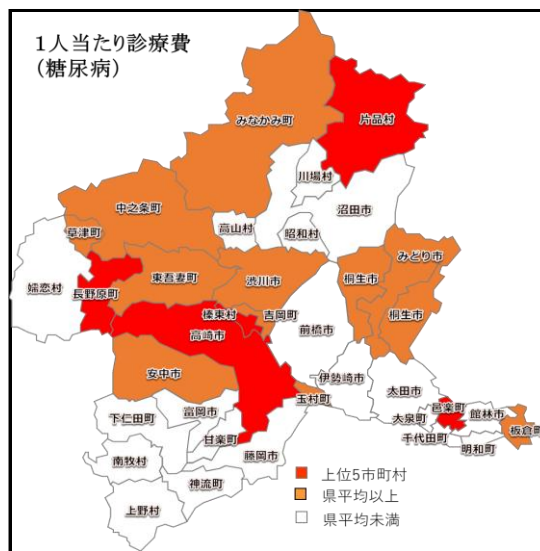 1人当たり診療費
(糖尿病)
みなかみ町
片品村
川場村
中之条町
沼田市
高山村
昭和村
草津町
みどり市
東吾妻町
渋川市
桐生市
嬬恋村
長野原町
榛東村
吉岡町
桐生市
高崎市
前橋市
安中市
伊勢崎市
玉村町
太田市
邑楽町
富岡市
下仁田町
大泉町
館林市
甘楽町
千代田町
板倉町
藤岡市
明和町
南牧村
神流町
上野村
上位5市町村
県平均以上
県平均未満